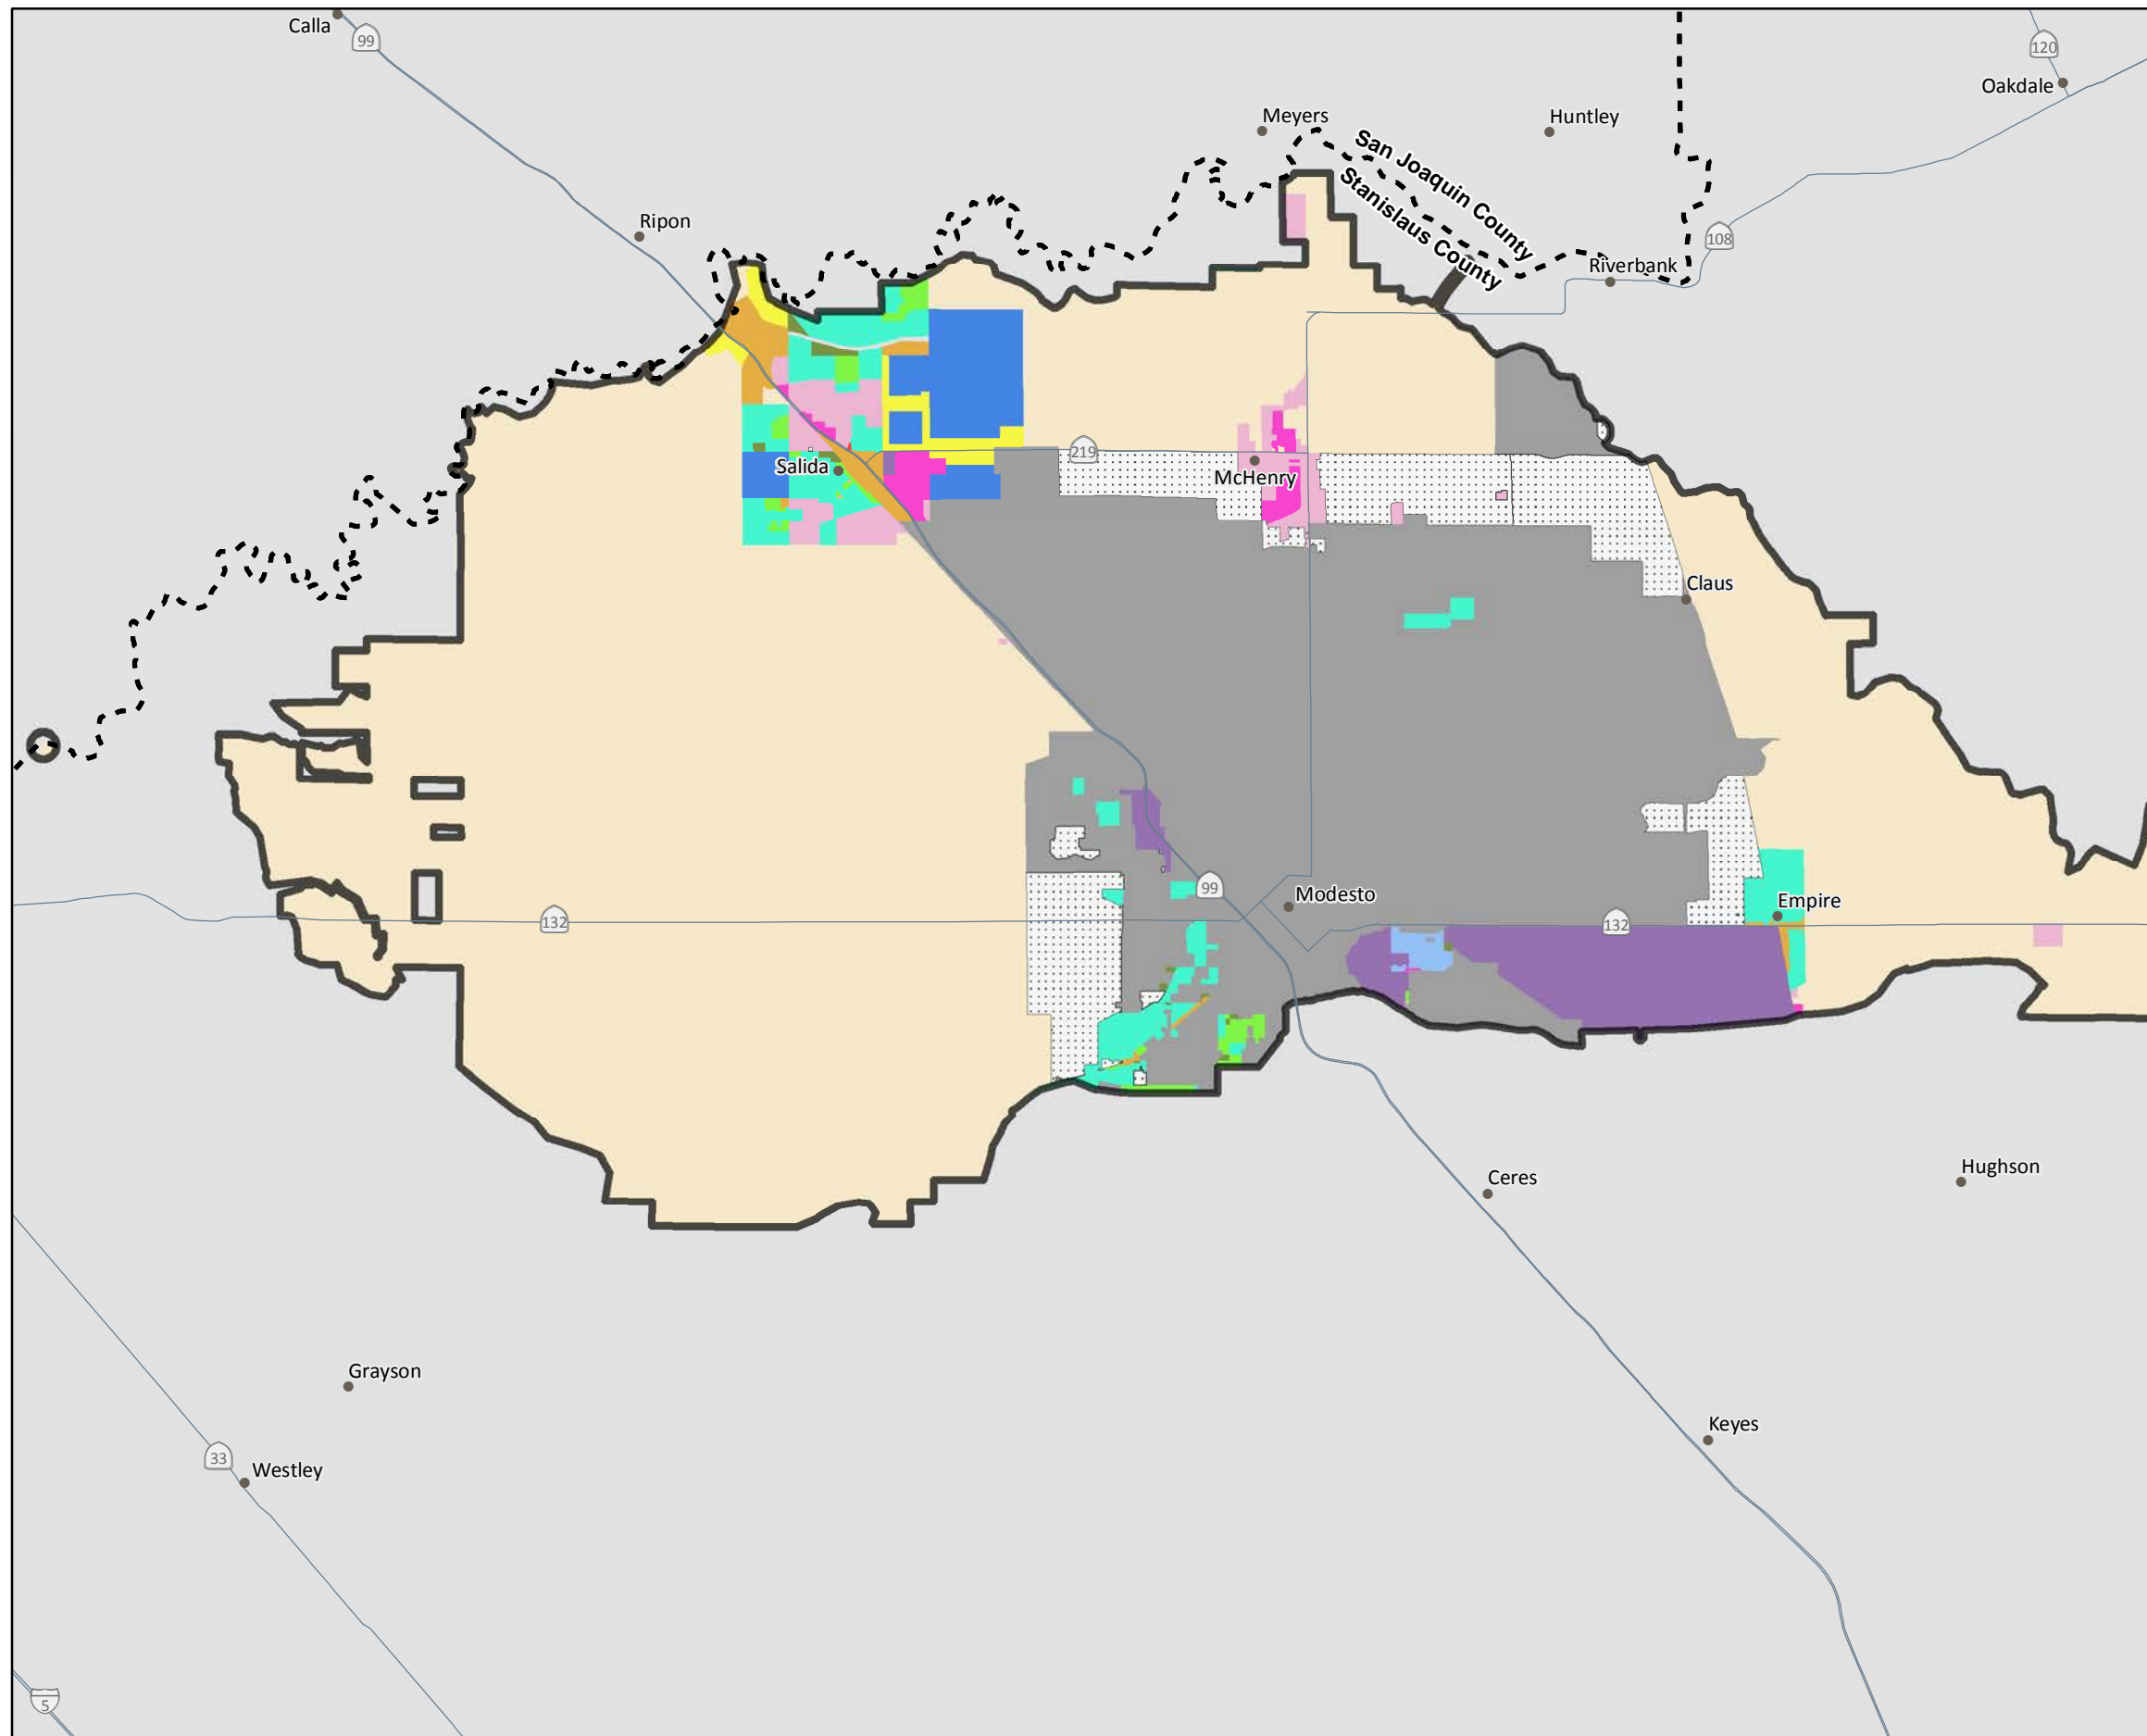 Calla
99
120
Oakdale
Meyers
Huntley
San Joaquin County
Stanislaus County
Ripon
108
Riverbank
219
Salida
McHenry
Claus
99
Modesto
Empire
132
132
Ceres
Hughson
Grayson
Keyes
33
Westley
5